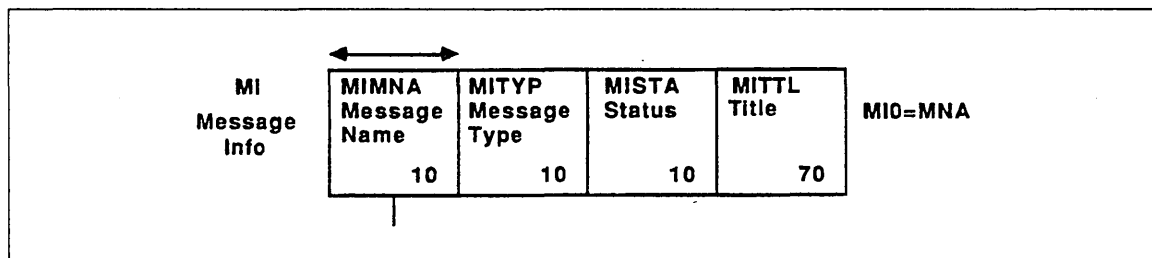 MI
Message
Info
MIMNA
Message
Name
10
MITYP
Message
Type
10
MISTA
Status
10
MITTL
Title
70
MI0=MNA